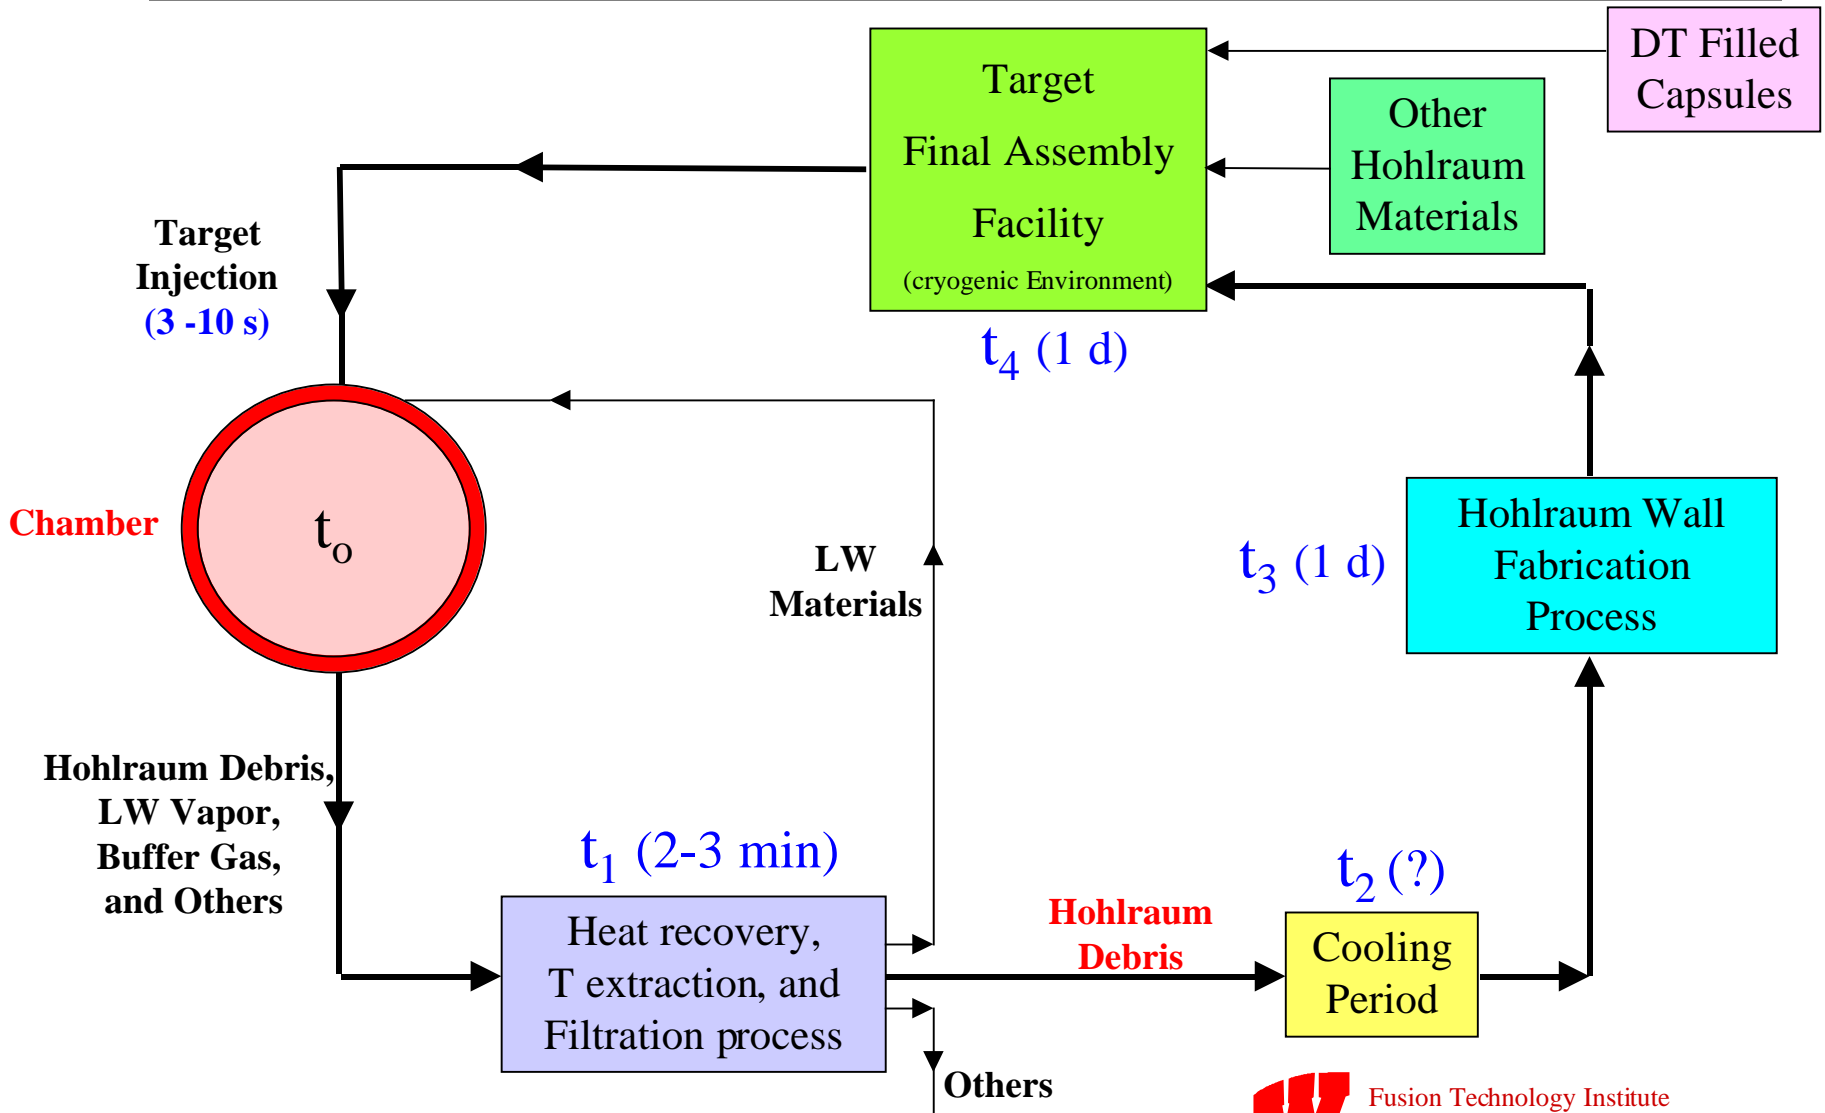 DT Filled
Capsules
Target
Final Assembly
Facility
(cryogenic Environment)
Other
Hohlraum
Materials
Target
Injection
(3 -10 s)
t4 (1 d)
Chamber
to
LW
Materials
t3 (1 d)
Hohlraum Wall
Fabrication
Process
Hohlraum Debris,
LW Vapor,
Buffer Gas,
and Others
t1 (2-3 min)
Heat recovery,
T extraction, and
Filtration process
Hohlraum
Debris
t2 (?)
Cooling
Period
Others
Fusion Technology Institute